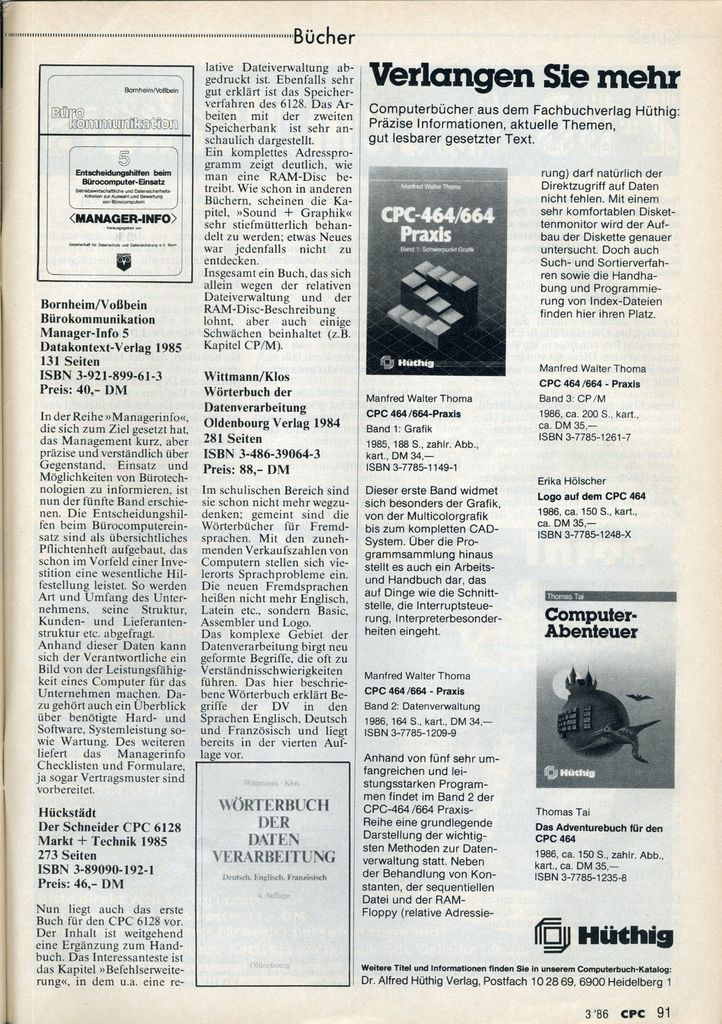 Bücher
Bornheim/Voßbein
Büro
kommunikation
5
Entscheidungshilfen beim
Bürocomputer-Einsatz
Betriebswirtschaftliche und Datensicherheits-
Kriterien zur Auswahl und Bewertung
von Bürocomputern
<MANAGER-INFO>
herausgegeben von
Gesellschaft für Datenschutz und Datensicherung e.V. Bonn
Bornheim/Voßbein
Bürokommunikation
Manager-Info 5
Datakontext-Verlag 1985
131 Seiten
ISBN 3-921-899-61-3
Preis: 40,- DM
In der Reihe »Managerinfo«,
die sich zum Ziel gesetzt hat,
das Management kurz, aber
präzise und verständlich über
Gegenstand, Einsatz und
Möglichkeiten von Bürotech-
nologien zu informieren, ist
nun der fünfte Band erschie-
nen. Die Entscheidungshil-
fen beim Bürocomputerein-
satz sind als übersichtliches
Pflichtenheft aufgebaut, das
schon im Vorfeld einer Inve-
stition eine wesentliche Hil-
festellung leistet. So werden
Art und Umfang des Unter-
nehmens, seine Struktur,
Kunden- und Lieferanten-
struktur etc. abgefragt.
Anhand dieser Daten kann
sich der Verantwortliche ein
Bild von der Leistungsfähig-
keit eines Computer für das
Unternehmen machen. Da-
zu gehört auch ein Überblick
über benötigte Hard- und
Software, Systemleistung so-
wie Wartung. Des weiteren
liefert das Managerinfo
Checklisten und Formulare,
ja sogar Vertragsmuster sind
vorbereitet.
Hückstädt
Der Schneider CPC 6128
Markt + Technik 1985
273 Seiten
ISBN 3-89090-192-1
Preis: 46,- DM
Nun liegt auch das erste
Buch für den CPC 6128 vor.
Der Inhalt ist weitgehend
eine Ergänzung zum Hand-
buch. Das Interessanteste ist
das Kapitel »Befehlserweite-
rung«, in dem u.a. eine re-
lative Dateiverwaltung ab-
gedruckt ist. Ebenfalls sehr
gut erklärt ist das Speicher-
verfahren des 6128. Das Ar-
beiten mit der zweiten
Speicherbank ist sehr an-
schaulich dargestellt.
Ein komplettes Adresspro-
gramm zeigt deutlich, wie
man eine RAM-Disc be-
treibt. Wie schon in anderen
Büchern, scheinen die Ka-
pitel, »Sound + Graphik«
sehr stiefmütterlich behan-
delt zu werden; etwas Neues
war jedenfalls nicht zu
entdecken.
Insgesamt ein Buch, das sich
allein wegen der relativen
Dateiverwaltung und der
RAM-Disc-Beschreibung
lohnt, aber auch einige
Schwächen beinhaltet (z.B.
Kapitel CP/M).
Wittmann/Klos
Wörterbuch der
Datenverarbeitung
Oldenbourg Verlag 1984
281 Seiten
ISBN 3-486-39064-3
Preis: 88,- DM
Im schulischen Bereich sind
sie schon nicht mehr wegzu-
denken; gemeint sind die
Wörterbücher für Fremd-
sprachen. Mit den zuneh-
menden Verkaufszahlen von
Computern stellen sich vie-
lerorts Sprachprobleme ein.
Die neuen Fremdsprachen
heißen nicht mehr Englisch,
Latein etc., sondern Basic,
Assembler und Logo.
Das komplexe Gebiet der
Datenverarbeitung birgt neu
geformte Begriffe, die oft zu
Verständnisschwierigkeiten
führen. Das hier beschrie-
bene Wörterbuch erklärt Be-
griffe der DV in den
Sprachen Englisch, Deutsch
und Französisch und liegt
bereits in der vierten Auf-
lage vor.
Wittmann · Klos
WÖRTERBUCH
DER
DATEN
VERARBEITUNG
Deutsch, Englisch, Französisch
4. Auflage
Oldenbourg
Verlangen Sie mehr
Computerbücher aus dem Fachbuchverlag Hüthig:
Präzise Informationen, aktuelle Themen,
gut lesbarer gesetzter Text.
Manfred Walter Thoma
CPC-464/664
Praxis
Band 1: Schwerpunkt Grafik
Hüthig
Manfred Walter Thoma
CPC 464/664-Praxis
Band 1: Grafik
1985, 188 S., zahlr. Abb.,
kart., DM 34,—
ISBN 3-7785-1149-1
Dieser erste Band widmet
sich besonders der Grafik,
von der Multicolorgrafik
bis zum kompletten CAD-
System. Über die Pro-
grammsammlung hinaus
stellt es auch ein Arbeits-
und Handbuch dar, das
auf Dinge wie die Schnitt-
stelle, die Interruptsteue-
rung, Interpreterbesonder-
heiten eingeht.
Manfred Walter Thoma
CPC 464/664 - Praxis
Band 2: Datenverwaltung
1986, 164 S., kart., DM 34,—
ISBN 3-7785-1209-9
Anhand von fünf sehr um-
fangreichen und lei-
stungsstarken Program-
men findet im Band 2 der
CPC-464/664 Praxis-
Reihe eine grundlegende
Darstellung der wichtig-
sten Methoden zur Daten-
verwaltung statt. Neben
der Behandlung von Kon-
stanten, der sequentiellen
Datei und der RAM-
Floppy (relative Adressie-
rung) darf natürlich der
Direktzugriff auf Daten
nicht fehlen. Mit einem
sehr komfortablen Disket-
tenmonitor wird der Auf-
bau der Diskette genauer
untersucht. Doch auch
Such- und Sortierverfah-
ren sowie die Handha-
bung und Programmie-
rung von Index-Dateien
finden hier ihren Platz.
Manfred Walter Thoma
CPC 464/664 - Praxis
Band 3: CP/M
1986, ca. 200 S., kart.,
ca. DM 35,—
ISBN 3-7785-1261-7
Erika Hölscher
Logo auf dem CPC 464
1986, ca. 150 S., kart.,
ca. DM 35,—
ISBN 3-7785-1248-X
Thomas Tai
Computer-
Abenteuer
Hüthig
Thomas Tai
Das Adventurebuch für den
CPC 464
1986, ca. 150 S., zahlr. Abb.,
kart., ca. DM 35,—
ISBN 3-7785-1235-8
Hüthig
Weitere Titel und Informationen finden Sie in unserem Computerbuch-Katalog:
Dr. Alfred Hüthig Verlag, Postfach 10 28 69, 6900 Heidelberg 1
3'86 CPC 91